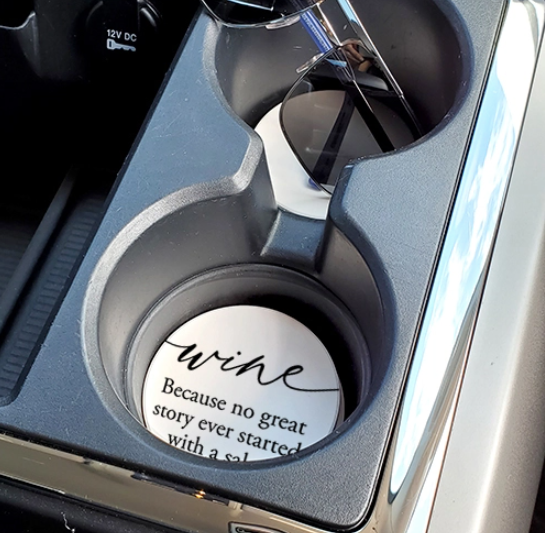 12V DC
wine
Because no great
story ever started
with a